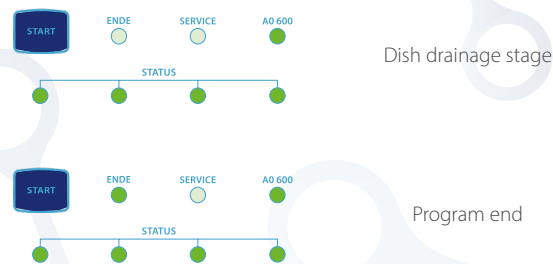 ENDE SERVICE A0 600
START
Dish drainage stage
STATUS
ENDE SERVICE A0 600
START
Program end
STATUS